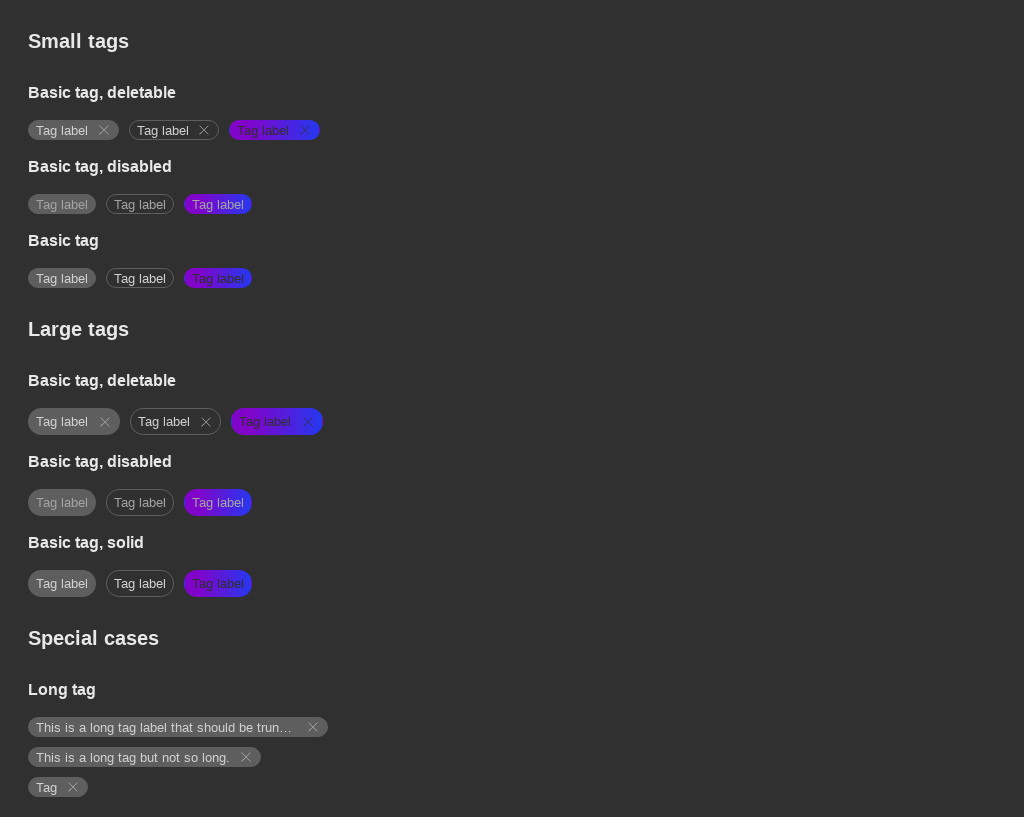 Small tags
Basic tag, deletable
Tag label Tag label Tag label
Basic tag, disabled
Tag label Tag label Tag label
Basic tag
Tag label Tag label Tag label
Large tags
Basic tag, deletable
Tag label Tag label Tag label
Basic tag, disabled
Tag label Tag label Tag label
Basic tag, solid
Tag label Tag label Tag label
Special cases
Long tag
This is a long tag label that should be trun…
This is a long tag but not so long.
Tag